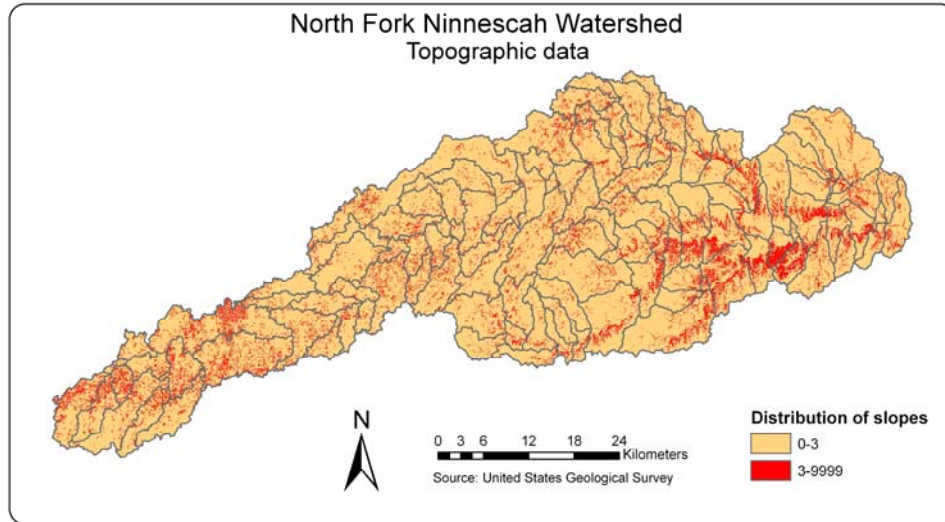 North Fork Ninnescah Watershed
Topographic data
N
0 3 6 12 18 24
Kilometers
Source: United States Geological Survey
Distribution of slopes
0-3
3-9999